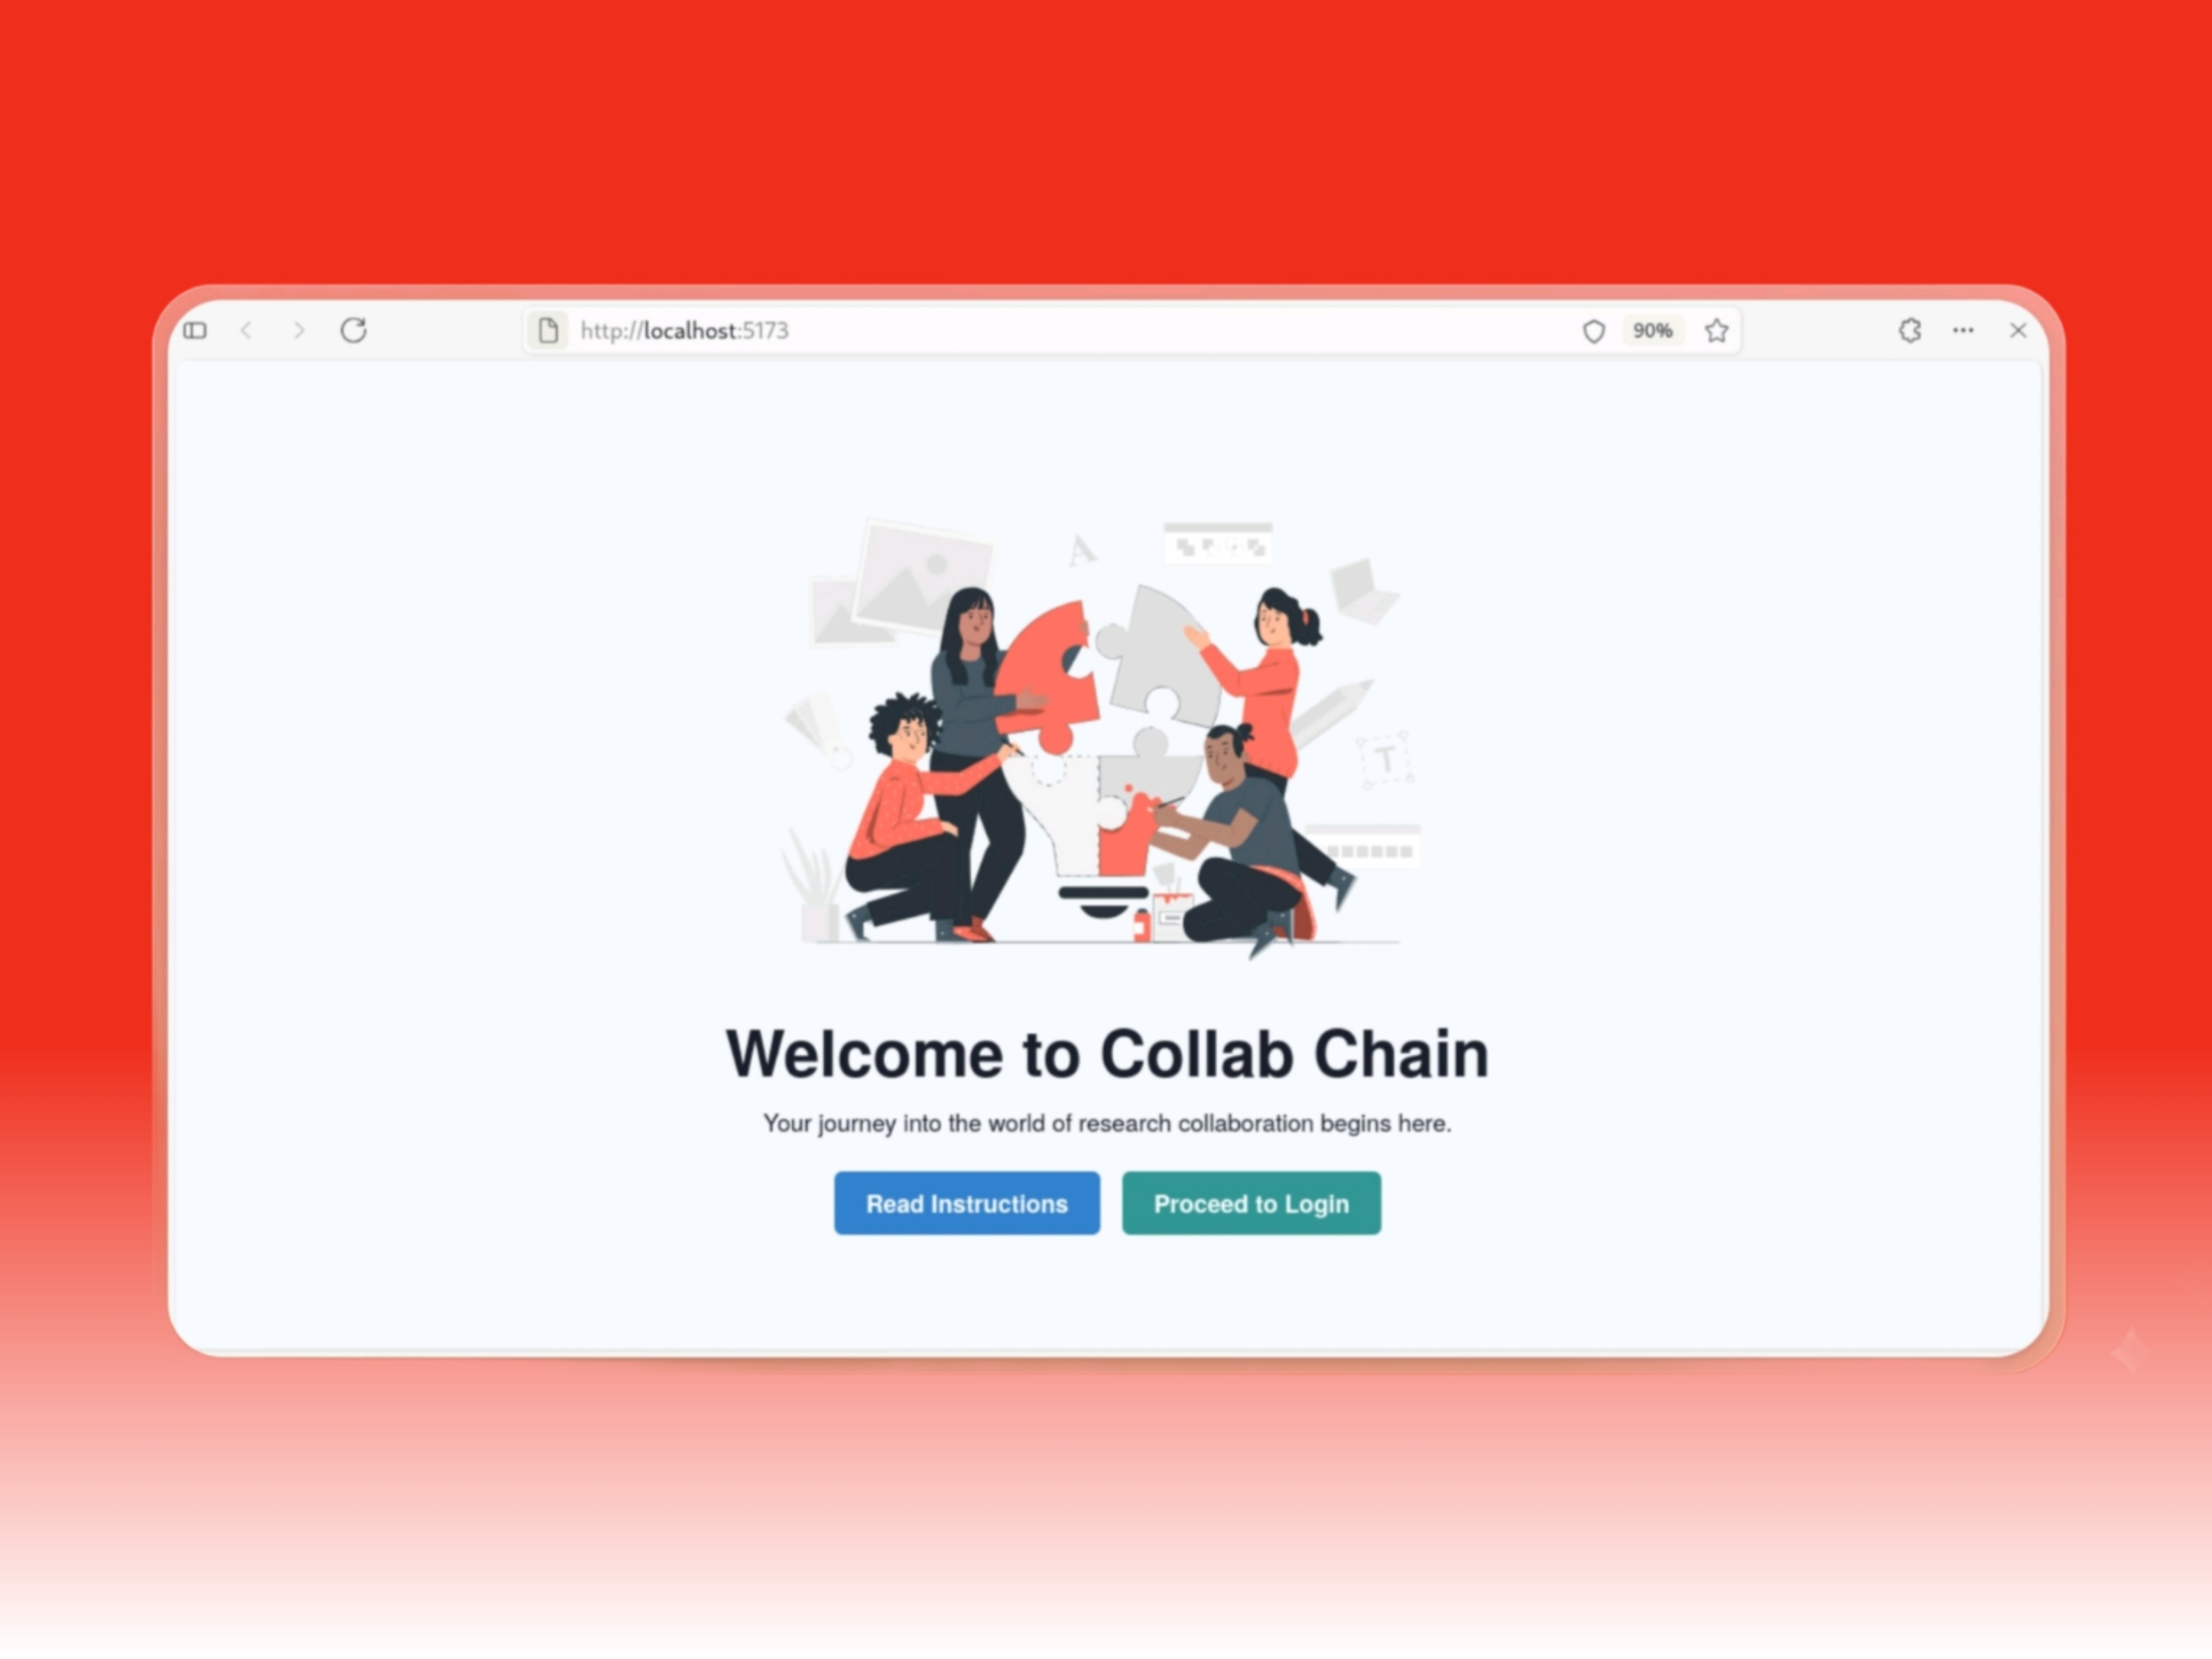 http://localhost:5173
90%
A
T
Welcome to Collab Chain
Your journey into the world of research collaboration begins here.
Read Instructions
Proceed to Login